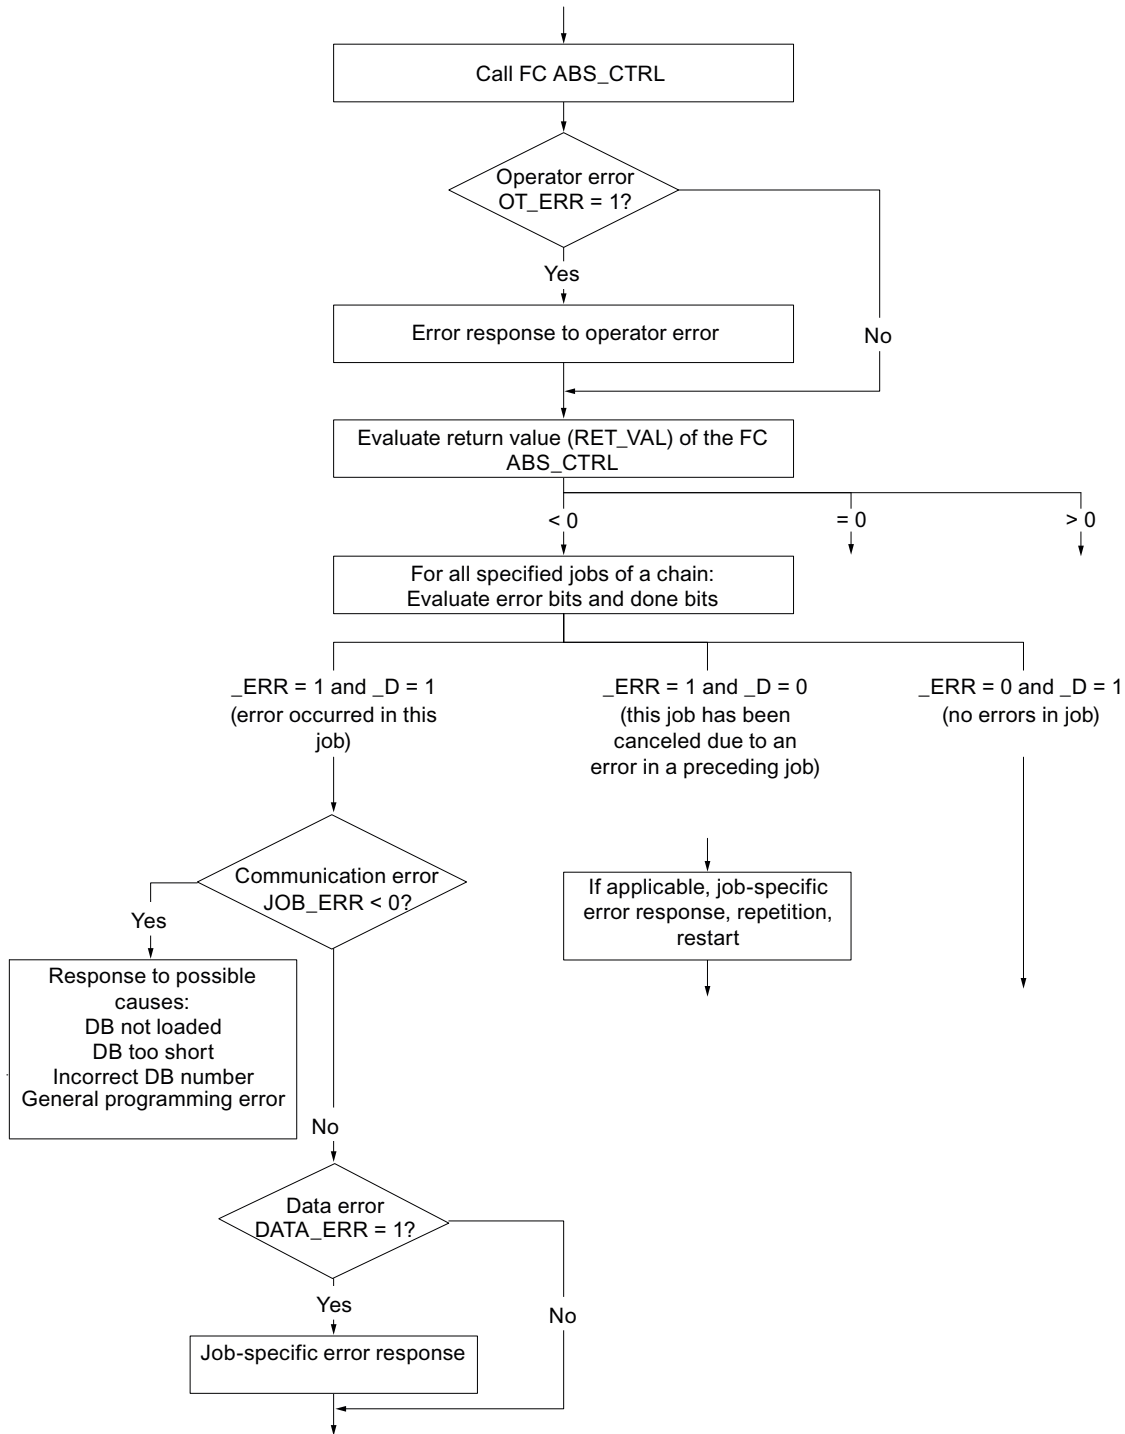 Call FC ABS_CTRL
Operator error
OT_ERR = 1?
Yes
Error response to operator error
No
Evaluate return value (RET_VAL) of the FC
ABS_CTRL
< 0
= 0
> 0
For all specified jobs of a chain:
Evaluate error bits and done bits
_ERR = 1 and _D = 1
(error occurred in this
job)
_ERR = 1 and _D = 0
(this job has been
canceled due to an
error in a preceding job)
_ERR = 0 and _D = 1
(no errors in job)
Communication error
JOB_ERR < 0?
Yes
If applicable, job-specific
error response, repetition,
restart
Response to possible
causes:
DB not loaded
DB too short
Incorrect DB number
General programming error
No
Data error
DATA_ERR = 1?
Yes
No
Job-specific error response